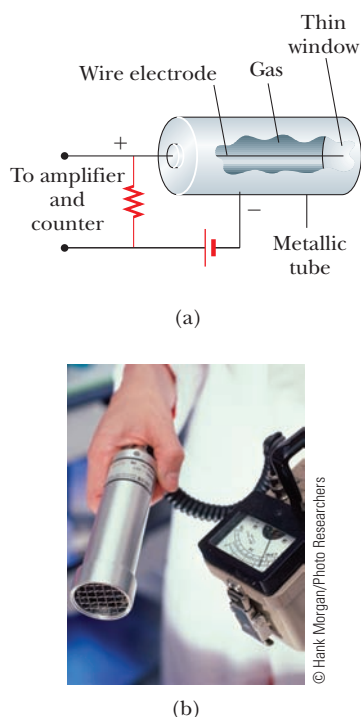 Thin
window
Gas
Wire electrode
+
To amplifier
and
counter
−
Metallic
tube
(a)
© Hank Morgan/Photo Researchers
(b)